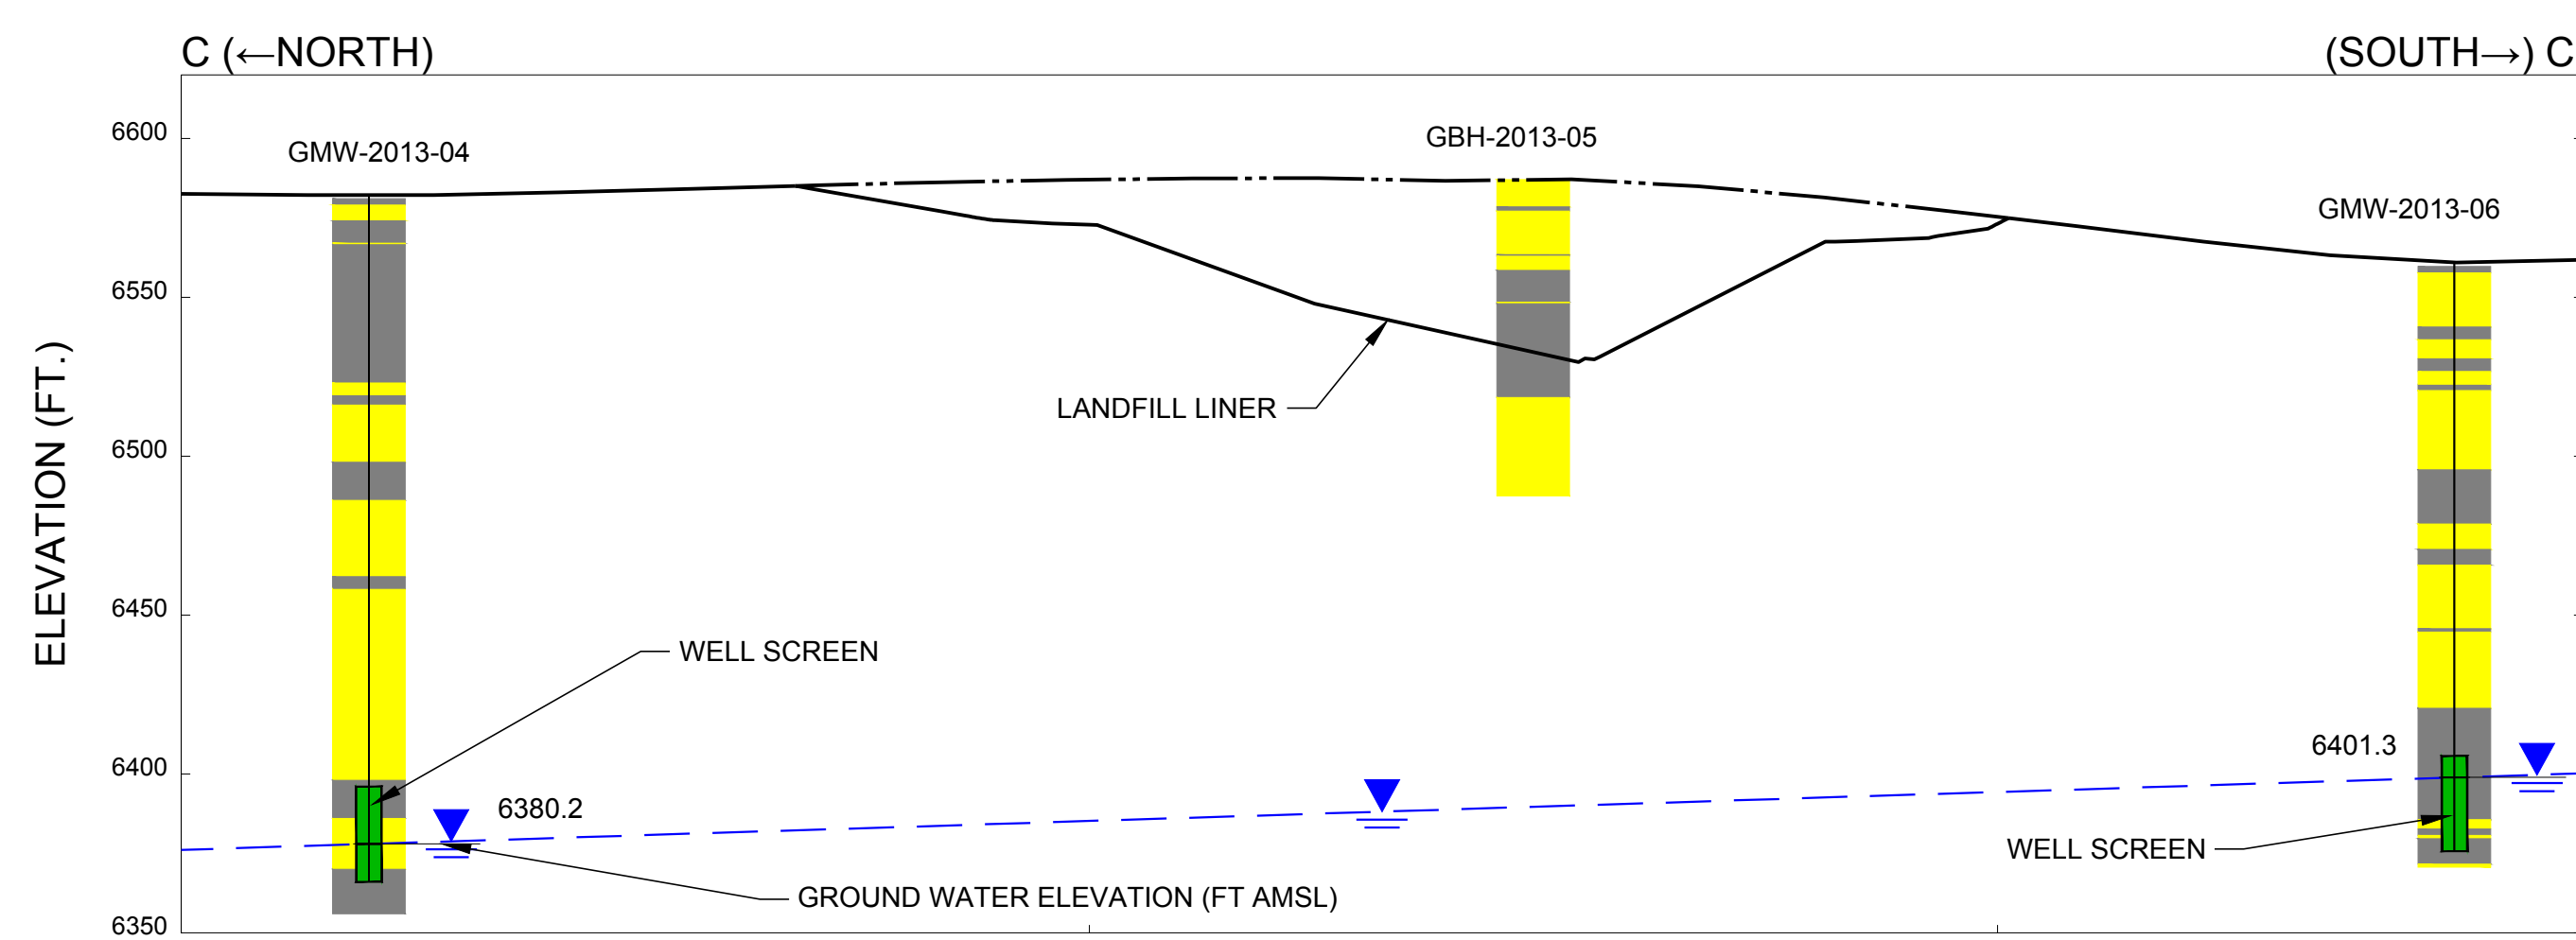 C (←NORTH)
(SOUTH→) C
6600
GMW-2013-04
GBH-2013-05
GMW-2013-06
6550
LANDFILL LINER
6500
ELEVATION (FT.)
6450
WELL SCREEN
6400
6401.3
6380.2
WELL SCREEN
GROUND WATER ELEVATION (FT AMSL)
6350